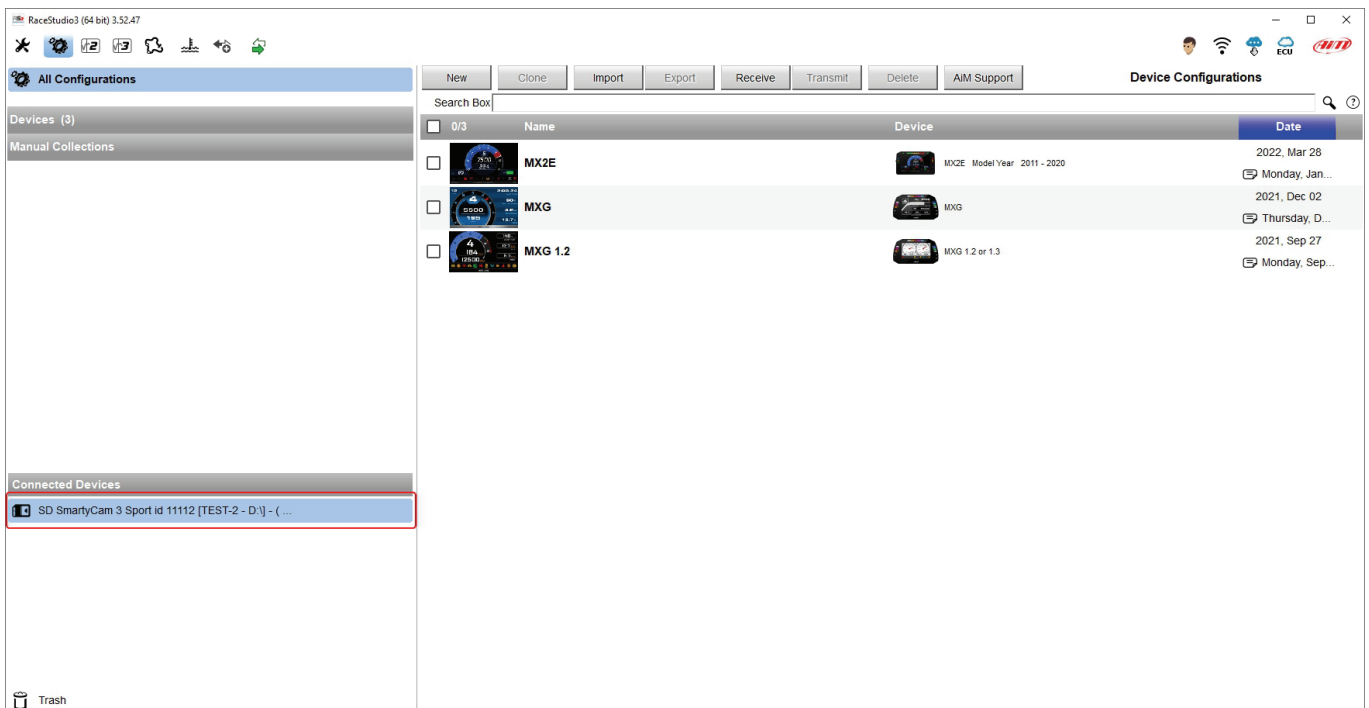 RaceStudio3 (64 bit) 3.52.47
ECU
AiM
All Configurations
New Clone Import Export Receive Transmit Delete AiM Support Device Configurations
Search Box
Devices (3)
0/3 Name Device Date
Manual Collections
MX2E MX2E Model Year 2011 - 2020 2022, Mar 28
Monday, Jan...
MXG MXG 2021, Dec 02
Thursday, D...
MXG 1.2 MXG 1.2 or 1.3 2021, Sep 27
Monday, Sep...
Connected Devices
SD SmartyCam 3 Sport id 11112 [TEST-2 - D:\] - ( ...
Trash